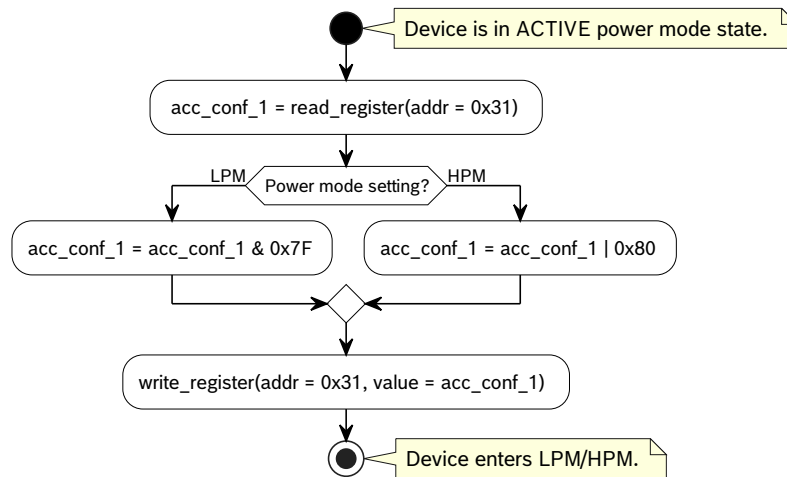 Device is in ACTIVE power mode state.
acc_conf_1 = read_register(addr = 0x31)
LPM
Power mode setting?
HPM
acc_conf_1 = acc_conf_1 & 0x7F
acc_conf_1 = acc_conf_1 | 0x80
write_register(addr = 0x31, value = acc_conf_1)
Device enters LPM/HPM.